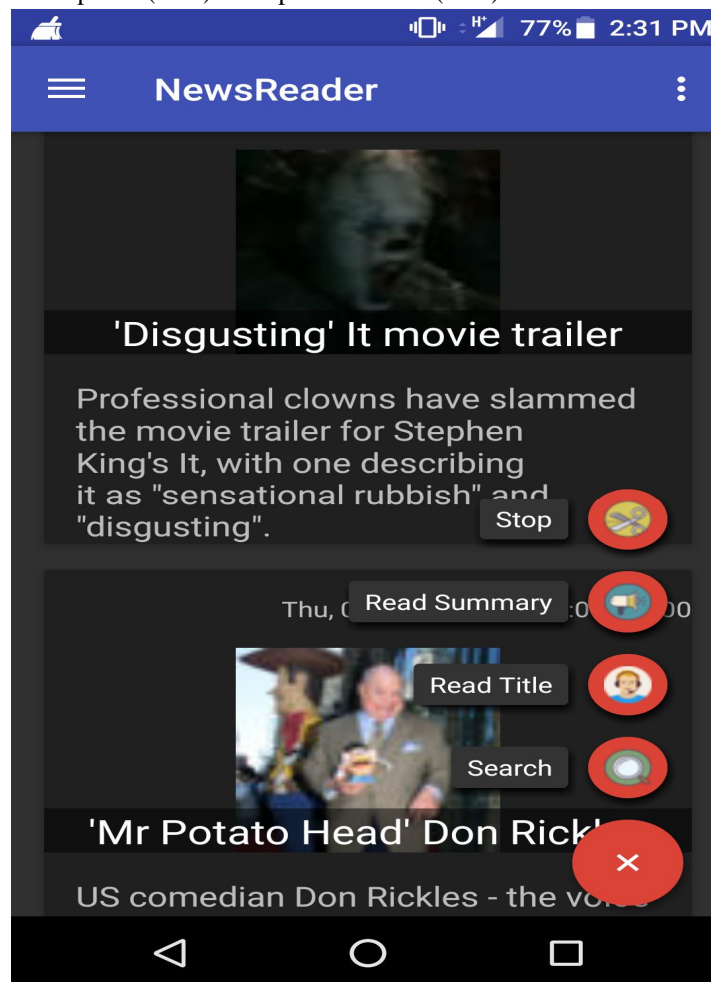 77% 2:31 PM
NewsReader
'Disgusting' It movie trailer
Professional clowns have slammed
the movie trailer for Stephen
King's It, with one describing
it as "sensational rubbish" and
"disgusting".
Stop
Thu,
Read Summary
Read Title
Search
'Mr Potato Head' Don
US comedian Don Rickles - the